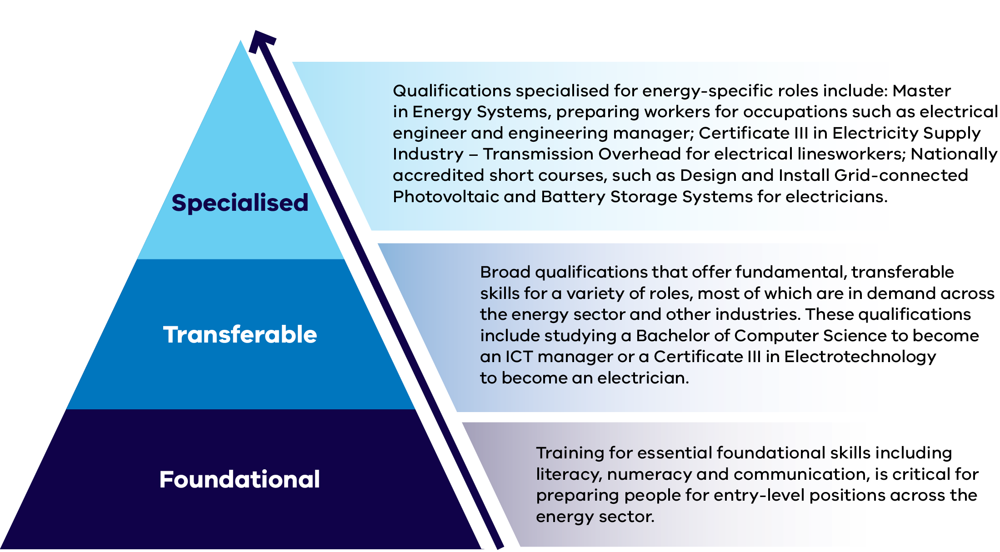 Specialised
Qualifications specialised for energy-specific roles include: Master
in Energy Systems, preparing workers for occupations such as electrical
engineer and engineering manager; Certificate III in Electricity Supply
Industry – Transmission Overhead for electrical linesworkers; Nationally
accredited short courses, such as Design and Install Grid-connected
Photovoltaic and Battery Storage Systems for electricians.
Transferable
Broad qualifications that offer fundamental, transferable
skills for a variety of roles, most of which are in demand across
the energy sector and other industries. These qualifications
include studying a Bachelor of Computer Science to become
an ICT manager or a Certificate III in Electrotechnology
to become an electrician.
Foundational
Training for essential foundational skills including
literacy, numeracy and communication, is critical for
preparing people for entry-level positions across the
energy sector.